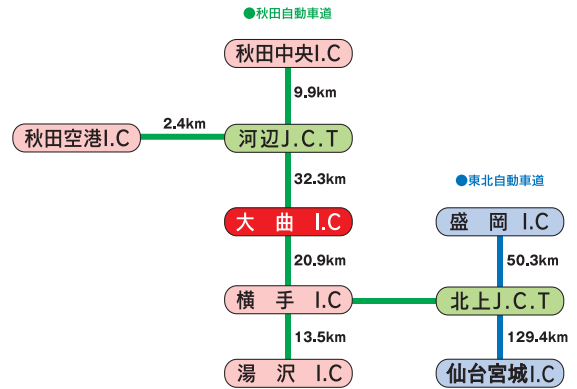 ●秋田自動車道
秋田中央I.C
9.9km
2.4km
秋田空港I.C
河辺J.C.T
32.3km
●東北自動車道
大曲 I.C
盛岡 I.C
20.9km
50.3km
横手 I.C
北上J.C.T
13.5km
129.4km
湯沢 I.C
仙台宮城I.C